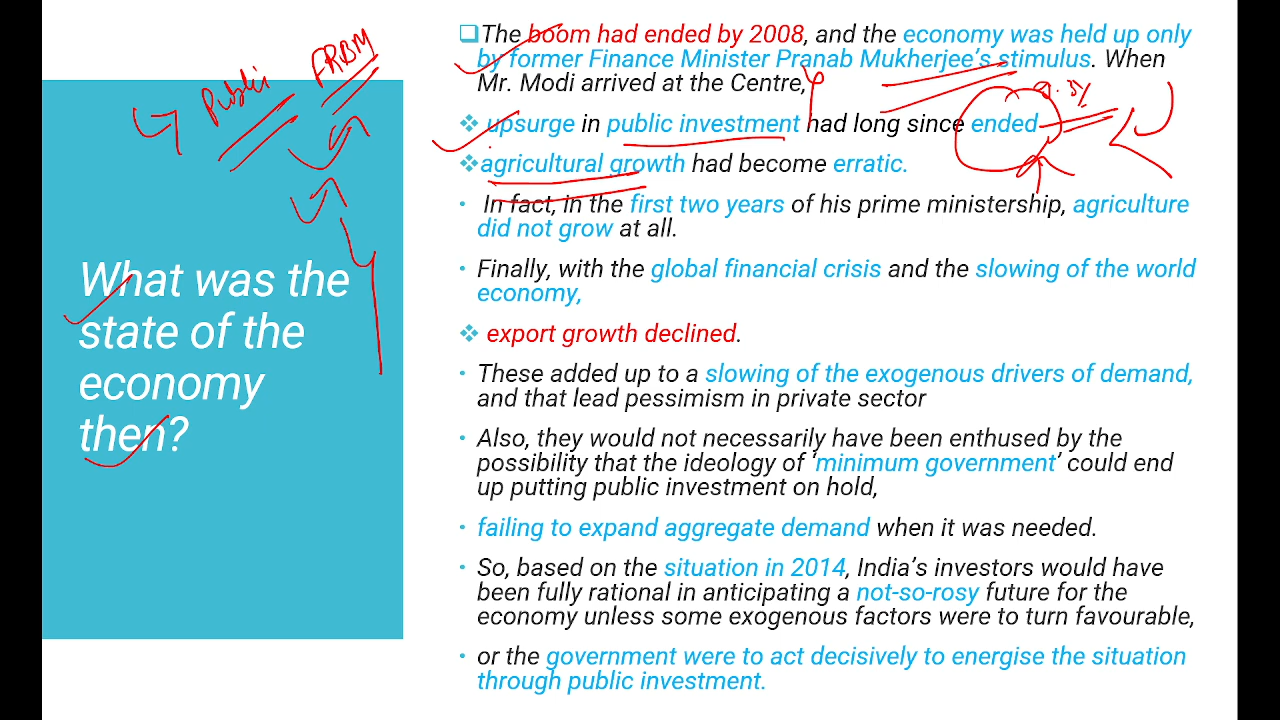 Public
FRBM
What was the
state of the
economy
then?
❑The boom had ended by 2008, and the economy was held up only
by former Finance Minister Pranab Mukherjee's stimulus. When
Mr. Modi arrived at the Centre,
❖ upsurge in public investment had long since ended
❖agricultural growth had become erratic.
• In fact, in the first two years of his prime ministership, agriculture
did not grow at all.
• Finally, with the global financial crisis and the slowing of the world
economy,
❖ export growth declined.
• These added up to a slowing of the exogenous drivers of demand,
and that lead pessimism in private sector
• Also, they would not necessarily have been enthused by the
possibility that the ideology of ‘minimum government’ could end
up putting public investment on hold,
• failing to expand aggregate demand when it was needed.
• So, based on the situation in 2014, India's investors would have
been fully rational in anticipating a not-so-rosy future for the
economy unless some exogenous factors were to turn favourable,
• or the government were to act decisively to energise the situation
through public investment.